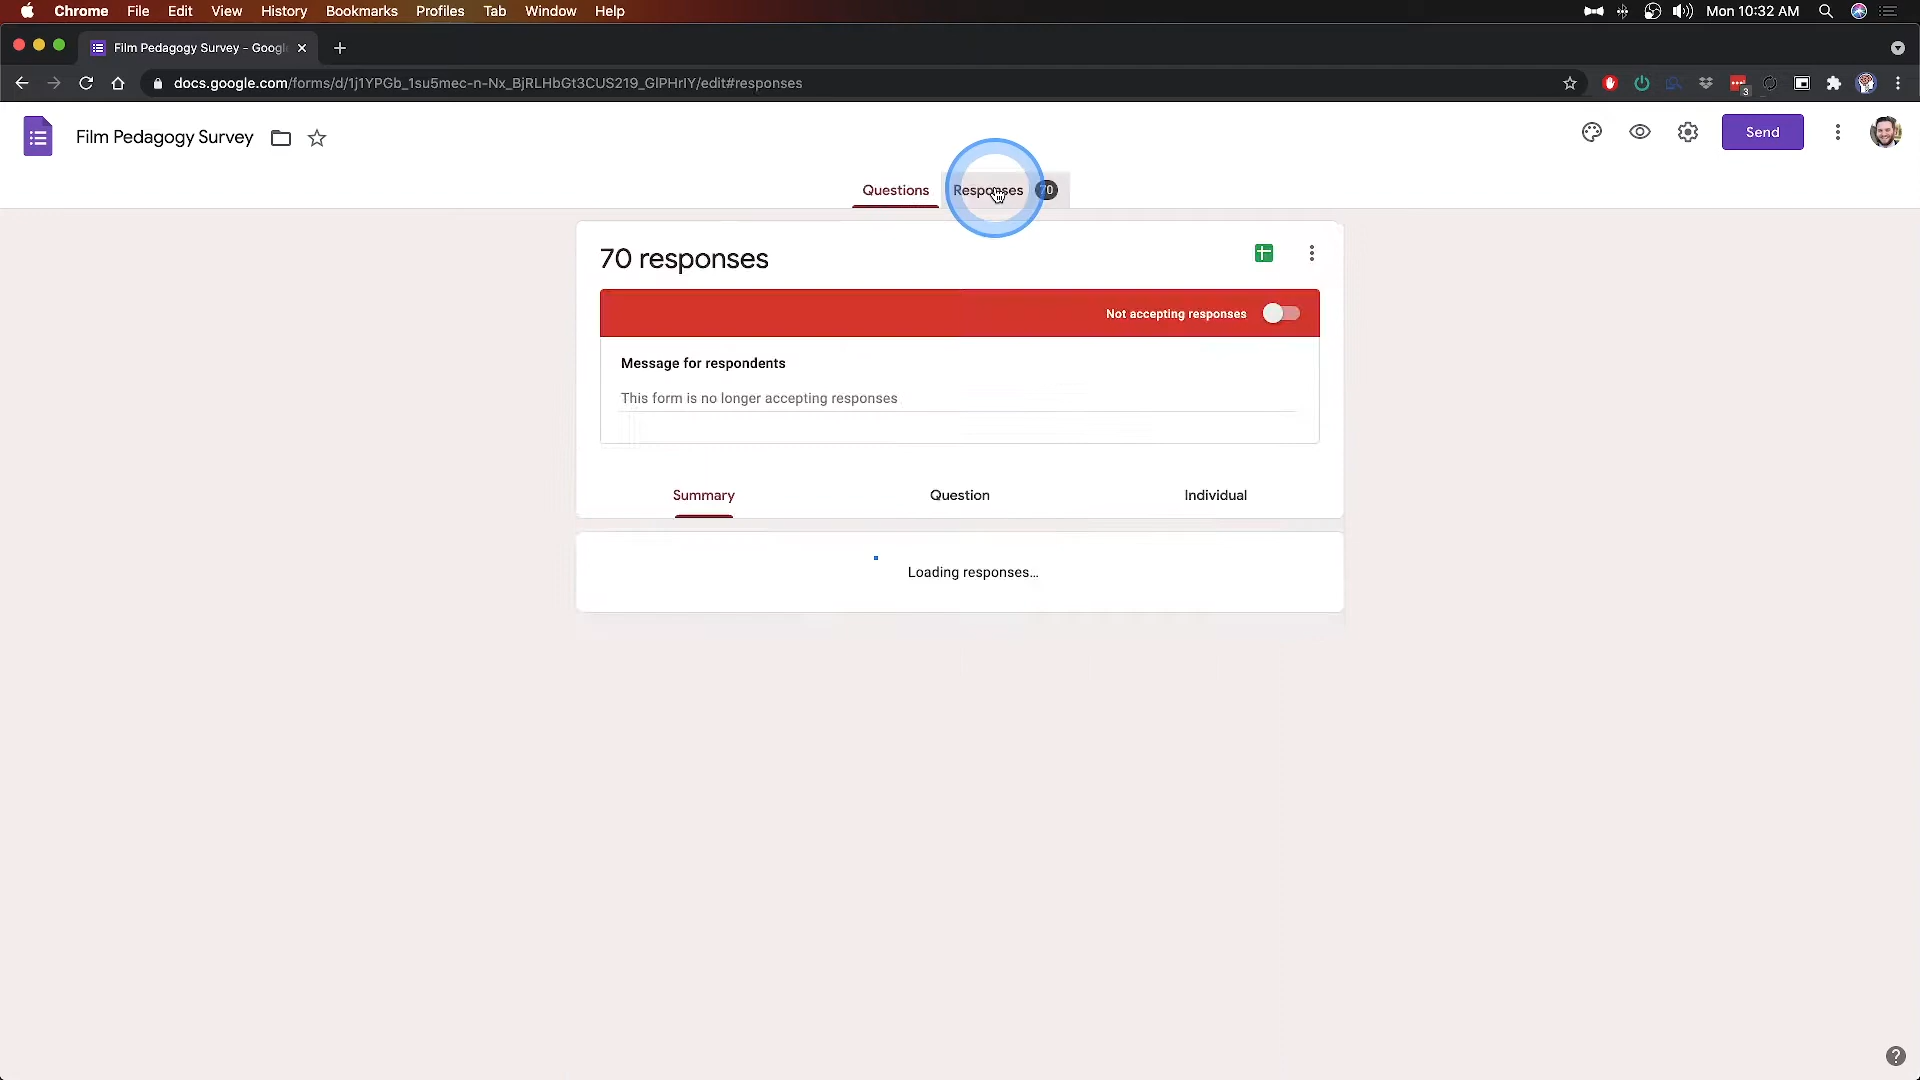 Chrome File Edit View History Bookmarks Profiles Tab Window Help Mon 10:32 AM
Film Pedagogy Survey - Googl
docs.google.com/forms/d/1j1YPGb_1su5mec-n-Nx_BjRLHbGt3CUS219_GlPHrIY/edit#responses
3
Film Pedagogy Survey
Send
Questions Responses 70
70 responses
Not accepting responses
Message for respondents
This form is no longer accepting responses
Summary Question Individual
Loading responses...
?